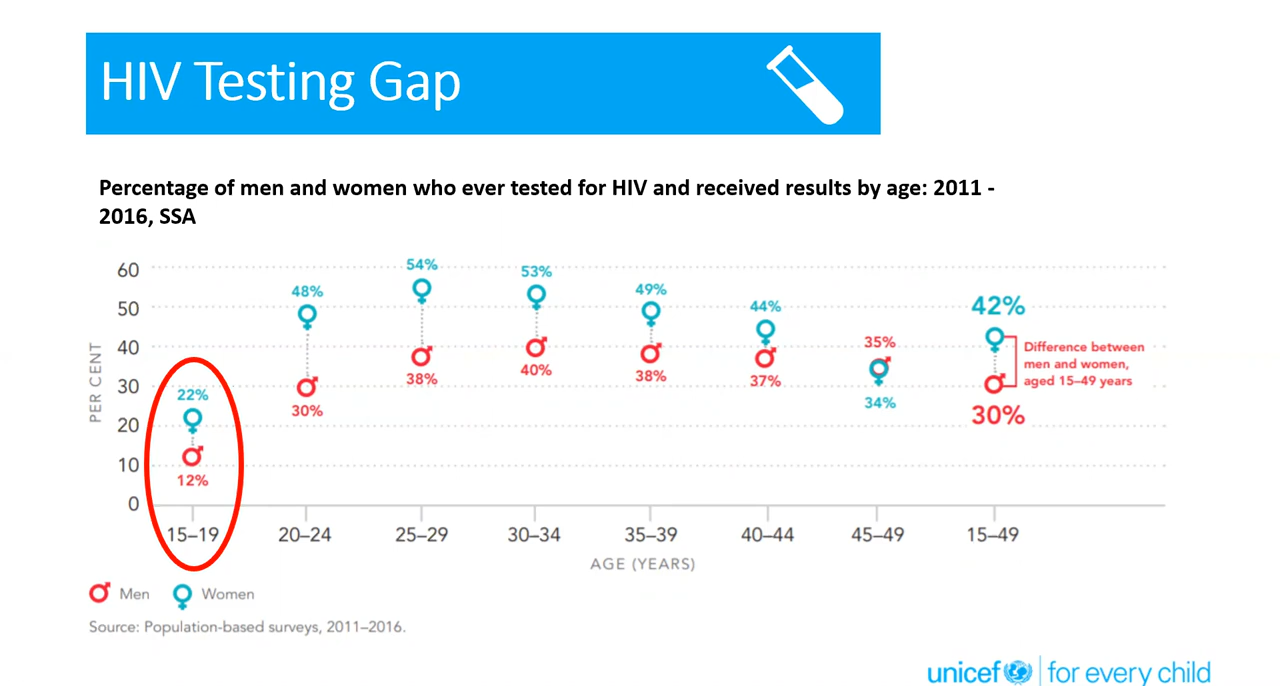 HIV Testing Gap
Percentage of men and women who ever tested for HIV and received results by age: 2011 -
2016, SSA
PER CENT
60
50
40
30
20
10
0
22%
12%
48%
30%
54%
38%
53%
40%
49%
38%
44%
37%
35%
34%
42%
30%
Difference between
men and women,
aged 15–49 years
15–19 20–24 25–29 30–34 35–39 40–44 45–49 15–49
AGE (YEARS)
Men Women
Source: Population-based surveys, 2011–2016.
unicef for every child